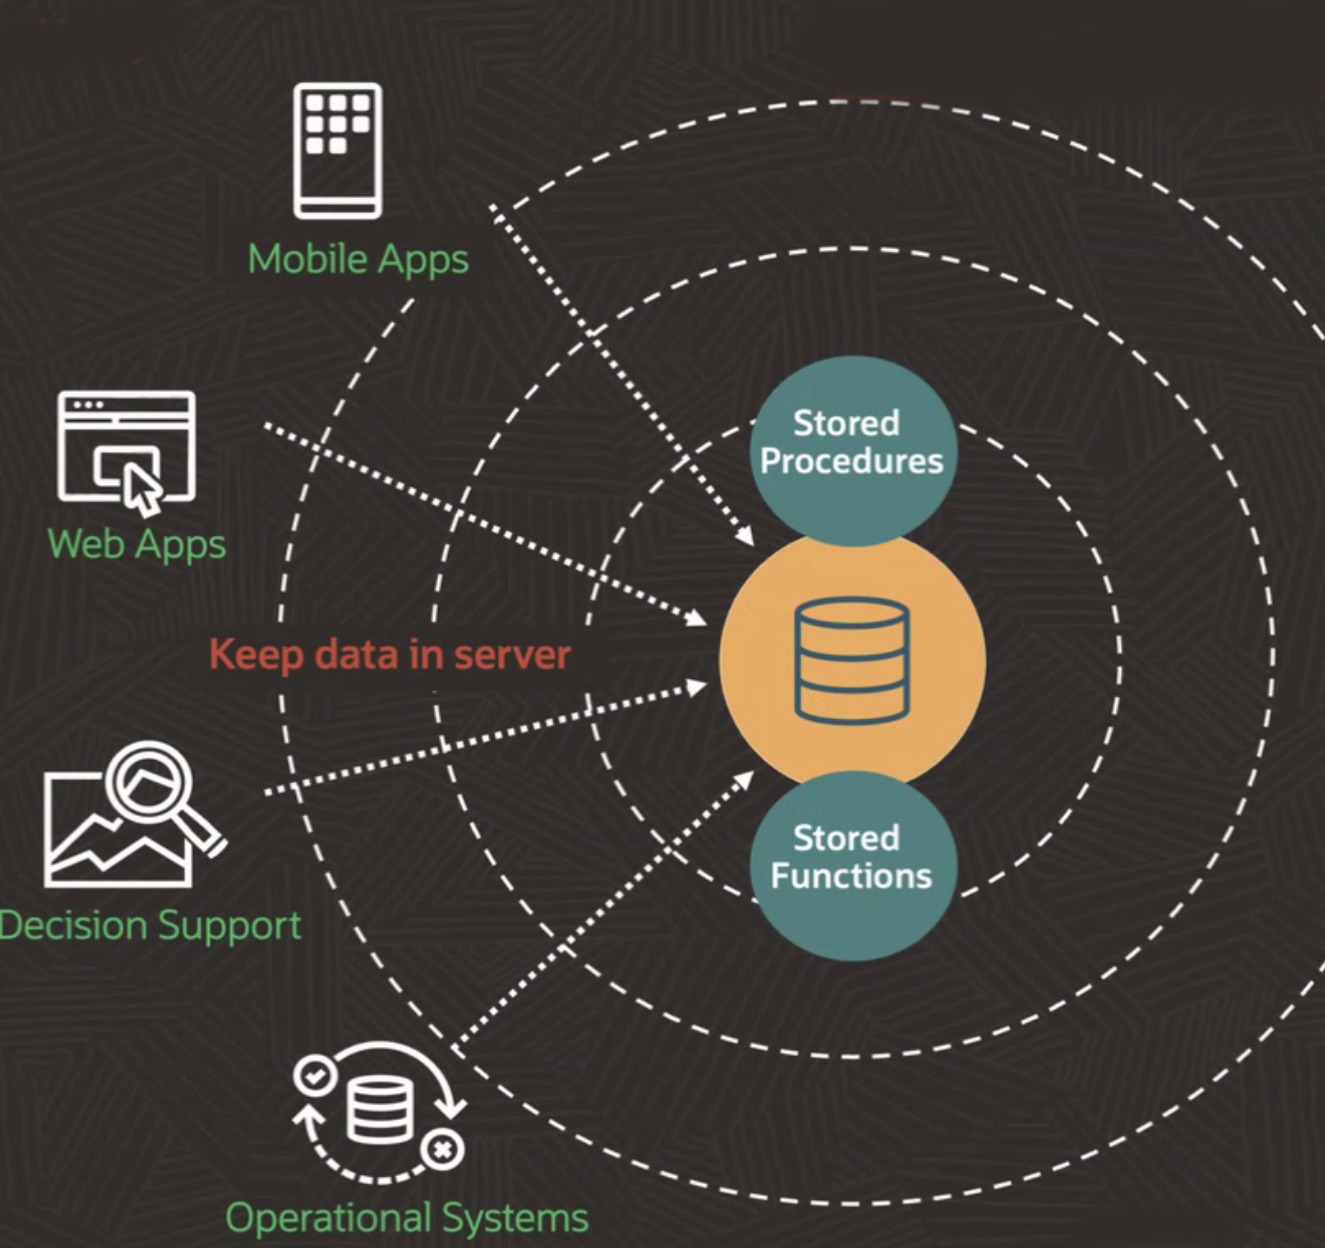 Mobile Apps
Stored
Procedures
Web Apps
Keep data in server
Stored
Functions
Decision Support
Operational Systems